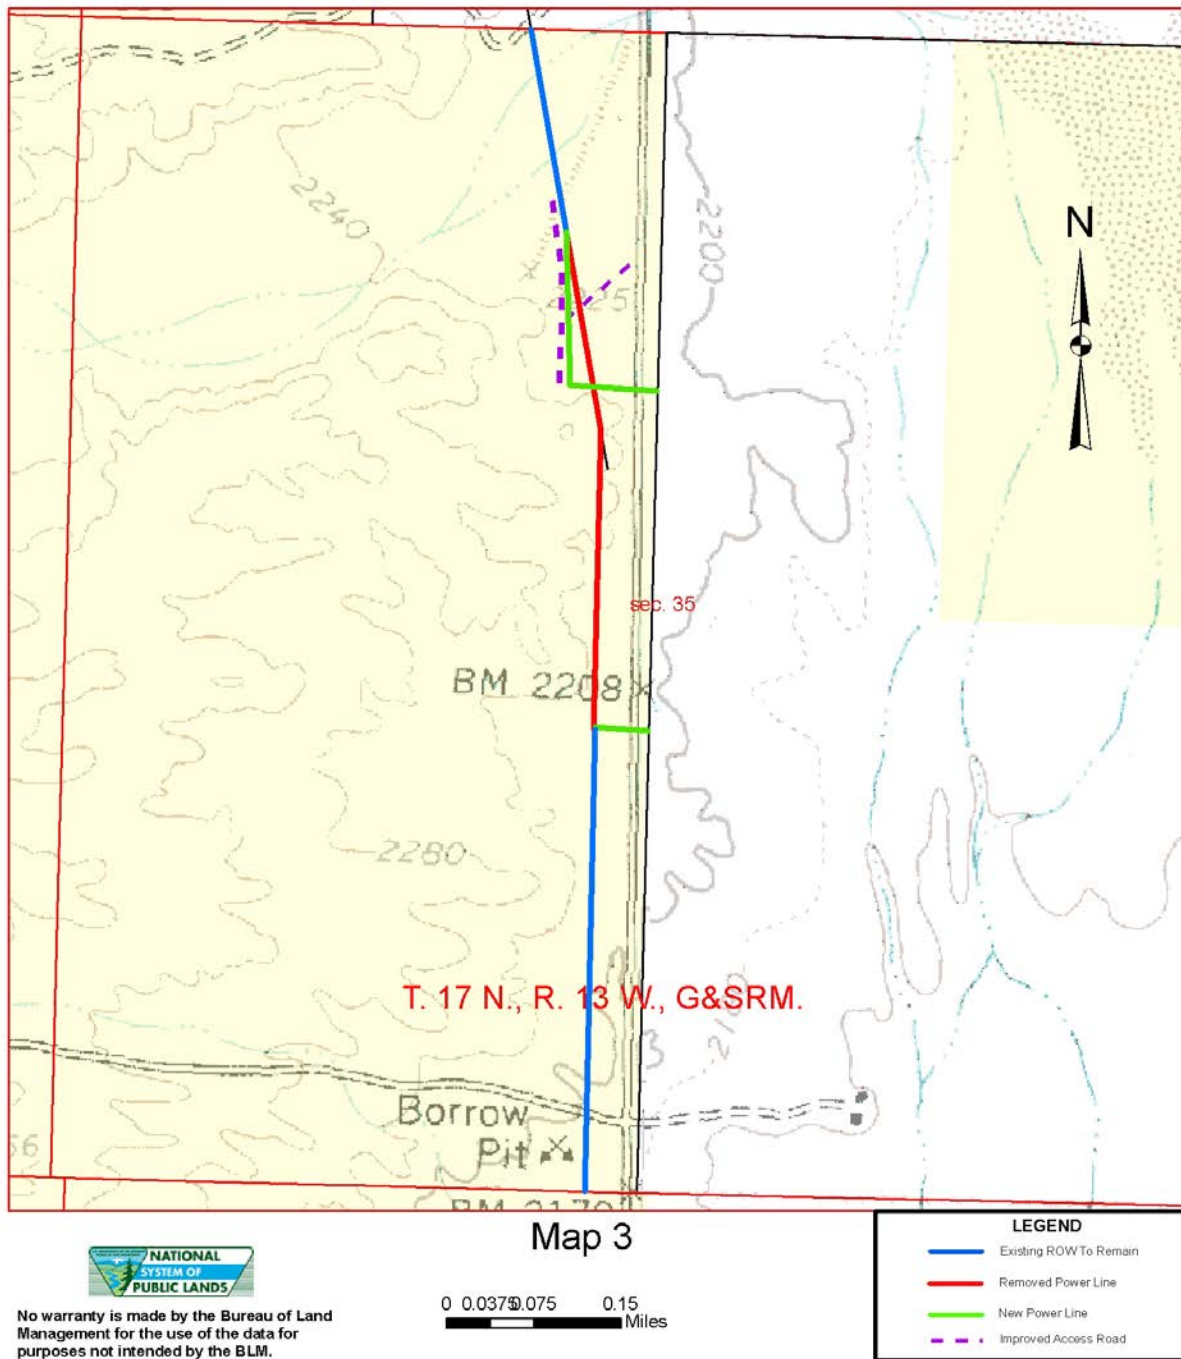 2240
2200
N
2225
sec. 35
BM 2208
2280
T. 17 N., R. 13 W., G&SRM.
2100
Borrow
Pit
56
Map 3
NATIONAL
SYSTEM OF
PUBLIC LANDS
No warranty is made by the Bureau of Land
Management for the use of the data for
purposes not intended by the BLM.
0 0.0375 0.075 0.15
Miles
LEGEND
Existing ROW To Remain
Removed Power Line
New Power Line
Improved Access Road